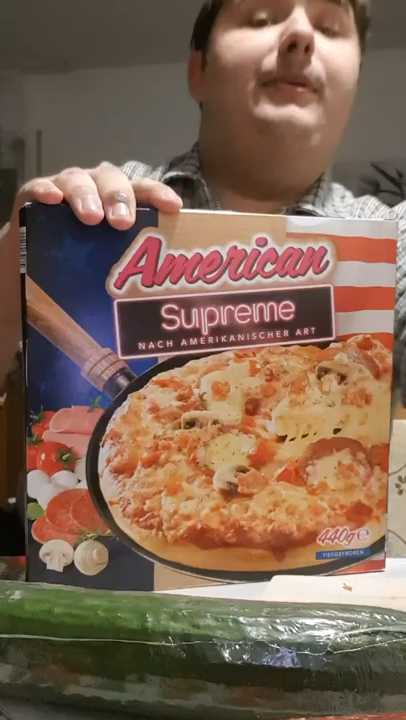 American
Supreme
NACH AMERIKANISCHER ART
440g e
TIEFGEFROREN